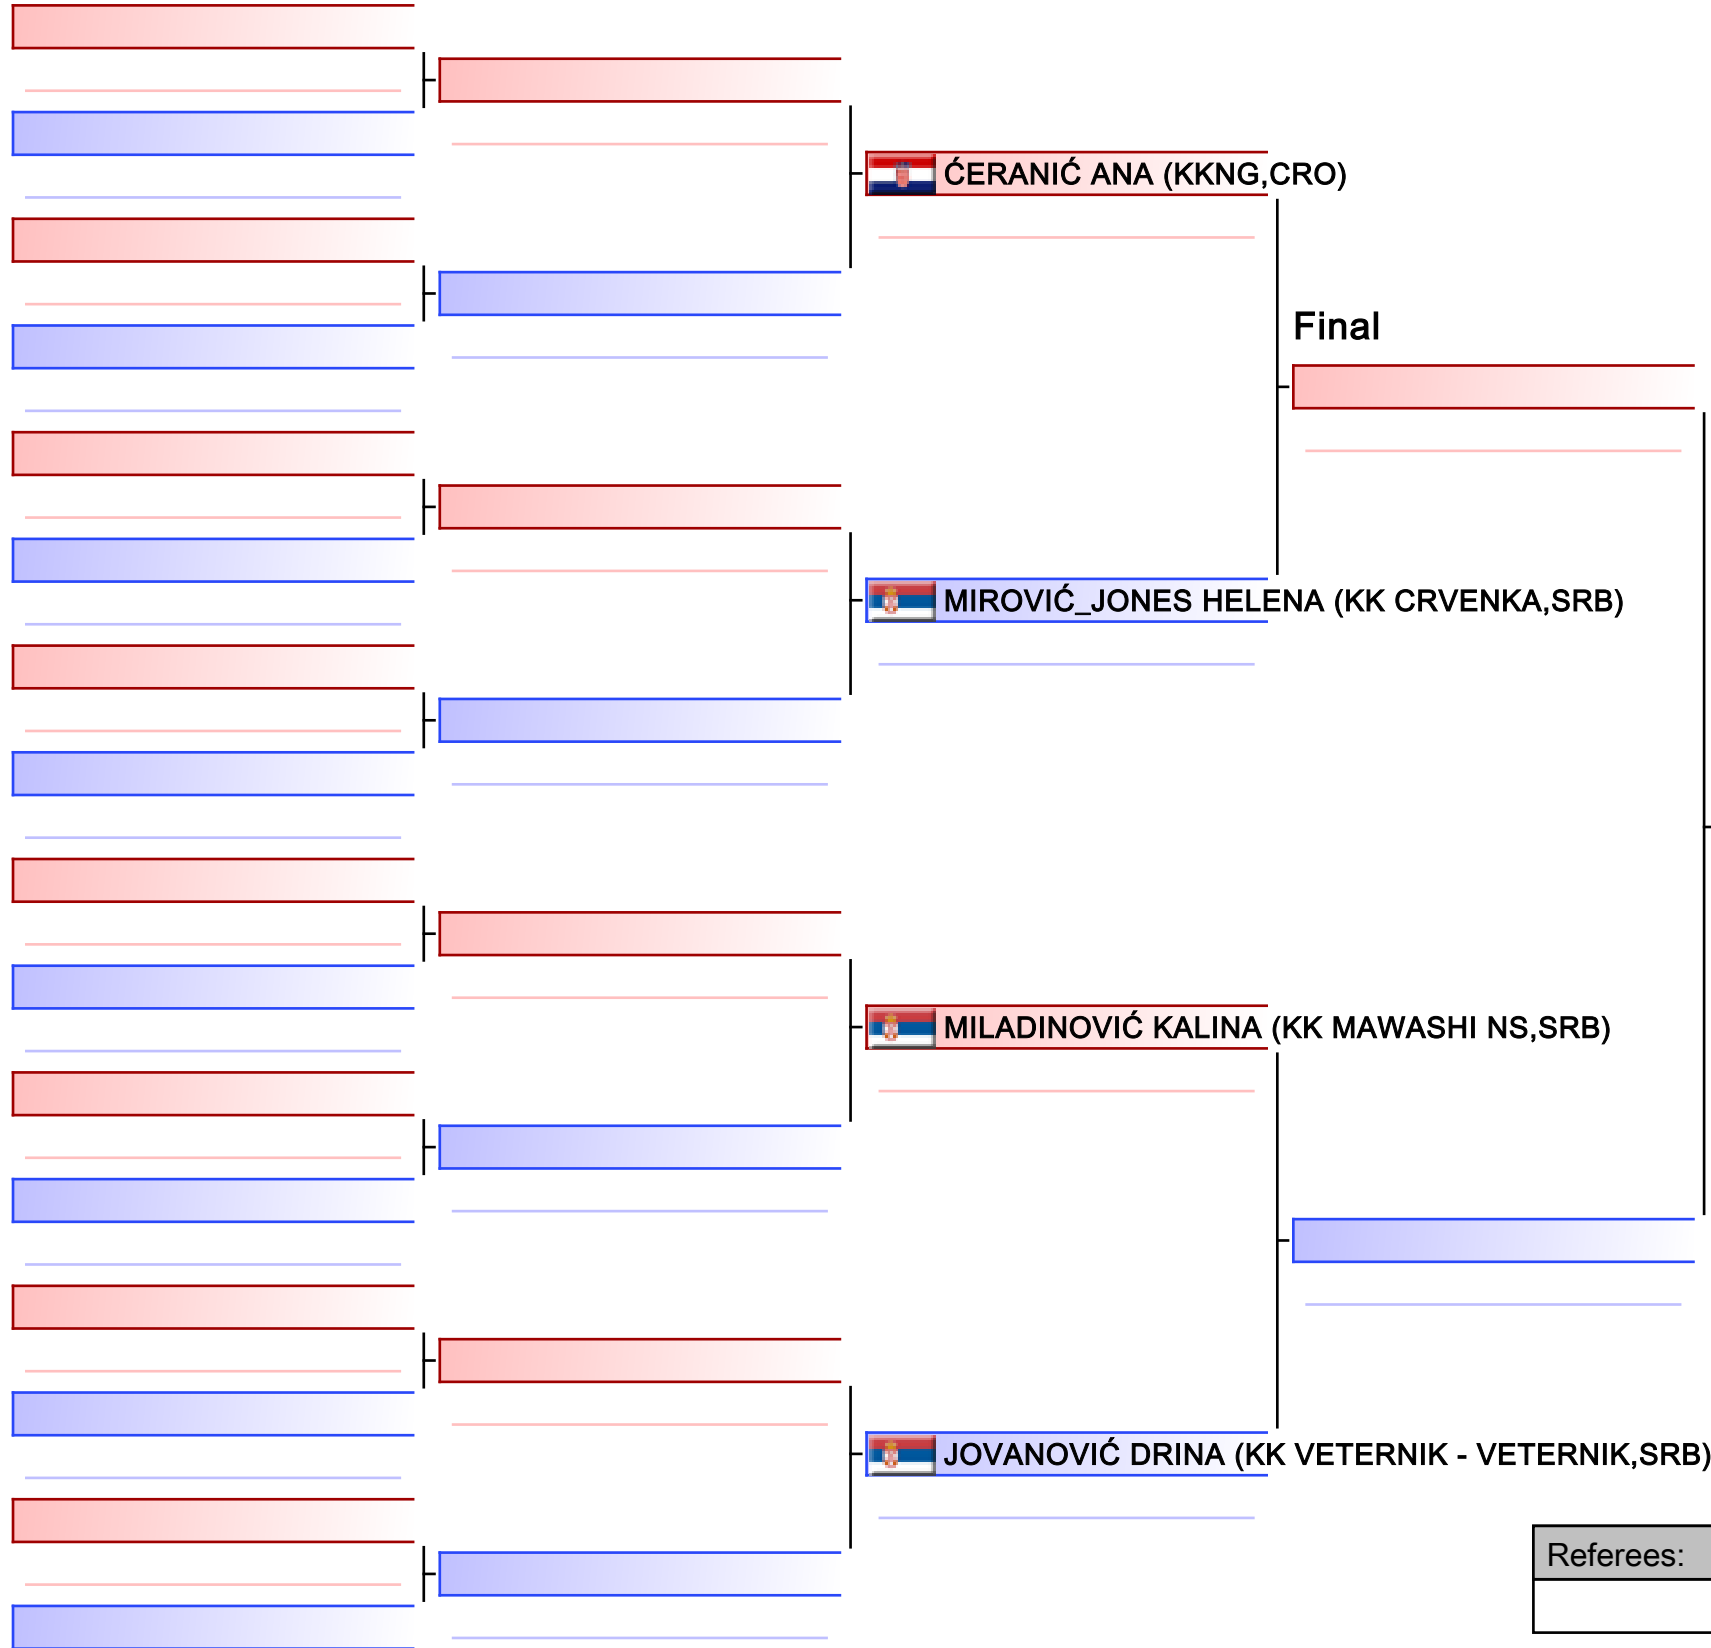 ĆERANIĆ ANA (KKNG,CRO)
Final
MIROVIĆ_JONES HELENA (KK CRVENKA,SRB)
MILADINOVIĆ KALINA (KK MAWASHI NS,SRB)
JOVANOVIĆ DRINA (KK VETERNIK - VETERNIK,SRB)
Referees: